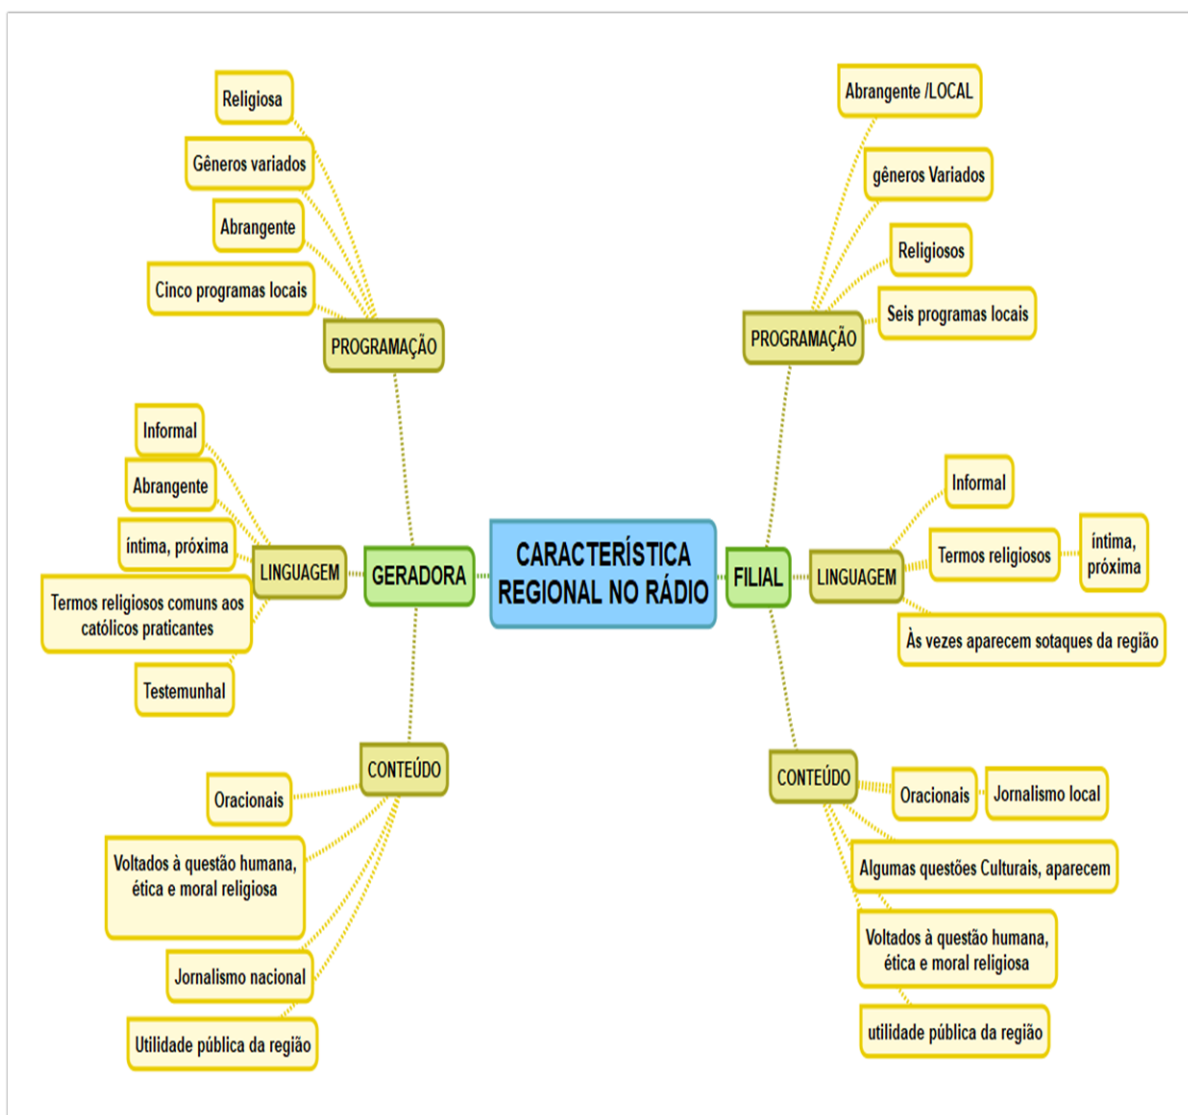 Religiosa
Gêneros variados
Abrangente
Cinco programas locais
PROGRAMAÇÃO
Informal
Abrangente
íntima, próxima
Termos religiosos comuns aos
católicos praticantes
Testemunhal
LINGUAGEM
GERADORA
Oracionais
Voltados à questão humana,
ética e moral religiosa
Jornalismo nacional
Utilidade pública da região
CONTEÚDO
CARACTERÍSTICA
REGIONAL NO RÁDIO
FILIAL
Abrangente /LOCAL
gêneros Variados
Religiosos
Seis programas locais
PROGRAMAÇÃO
LINGUAGEM
Informal
Termos religiosos
íntima,
próxima
Às vezes aparecem sotaques da região
CONTEÚDO
Oracionais
Jornalismo local
Algumas questões Culturais, aparecem
Voltados à questão humana,
ética e moral religiosa
utilidade pública da região